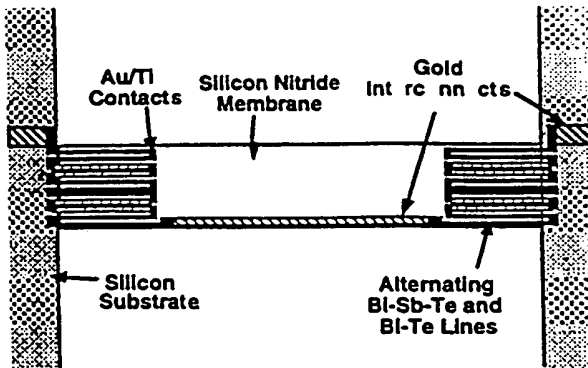 Au/Ti
Contacts
Silicon Nitride
Membrane
Gold
Int rc nn cts
Silicon
Substrate
Alternating
Bi-Sb-Te and
Bi-Te Lines